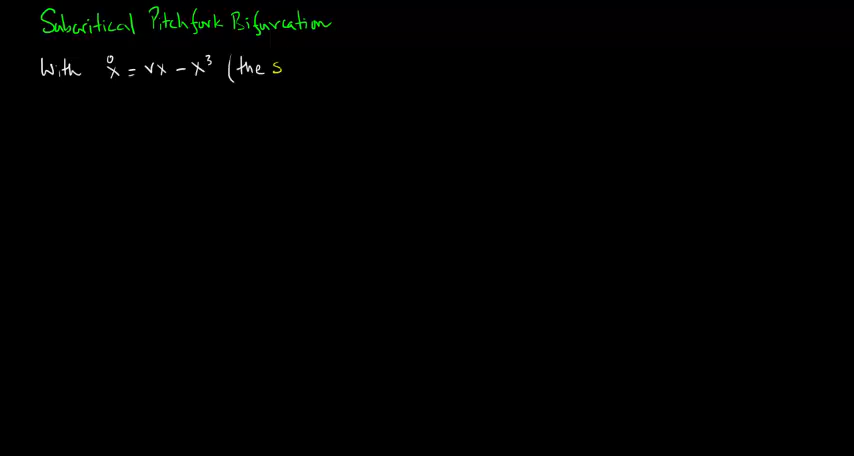 Subcritical Pitchfork Bifurcation
With ẋ = rx - x³ (the s